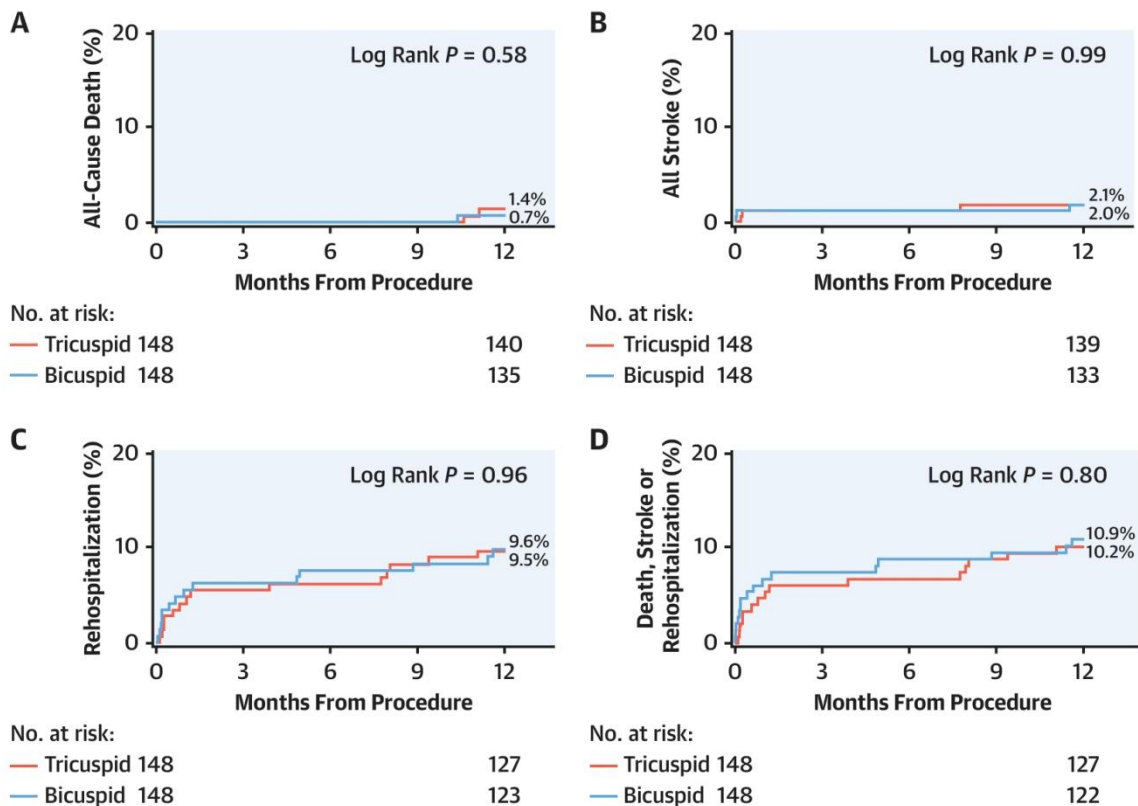 A
All-Cause Death (%)
20
10
0
Log Rank P = 0.58
1.4%
0.7%
0 3 6 9 12
Months From Procedure
No. at risk:
Tricuspid 148 140
Bicuspid 148 135
B
All Stroke (%)
20
10
0
Log Rank P = 0.99
2.1%
2.0%
0 3 6 9 12
Months From Procedure
No. at risk:
Tricuspid 148 139
Bicuspid 148 133
C
Rehospitalization (%)
20
10
0
Log Rank P = 0.96
9.6%
9.5%
0 3 6 9 12
Months From Procedure
No. at risk:
Tricuspid 148 127
Bicuspid 148 123
D
Death, Stroke or
Rehospitalization (%)
20
10
0
Log Rank P = 0.80
10.9%
10.2%
0 3 6 9 12
Months From Procedure
No. at risk:
Tricuspid 148 127
Bicuspid 148 122